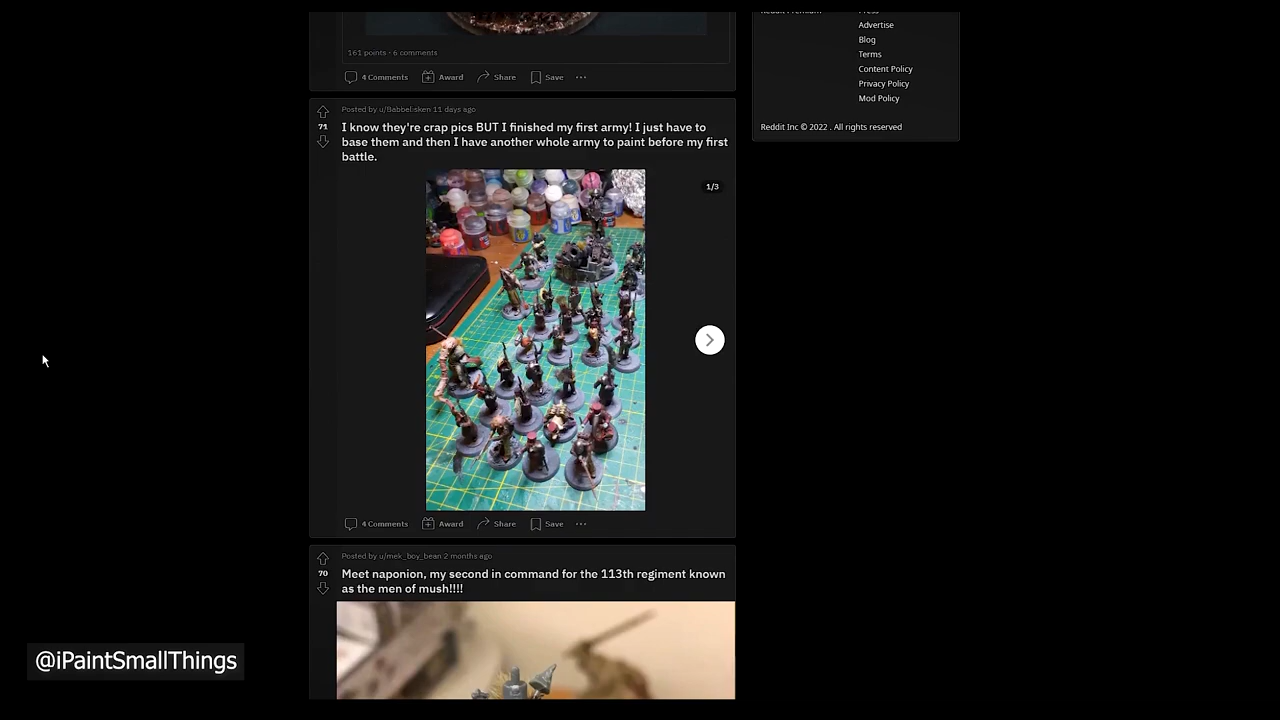 Press
Advertise
Blog
Terms
Content Policy
Privacy Policy
Mod Policy
Reddit Inc © 2022 . All rights reserved
161 points · 6 comments
4 Comments Award Share Save
Posted by u/Babbelisken 11 days ago
71
I know they're crap pics BUT I finished my first army! I just have to
base them and then I have another whole army to paint before my first
battle.
1/3
4 Comments Award Share Save
Posted by u/mek_boy_bean 2 months ago
70
Meet naponion, my second in command for the 113th regiment known
as the men of mush!!!!
@iPaintSmallThings